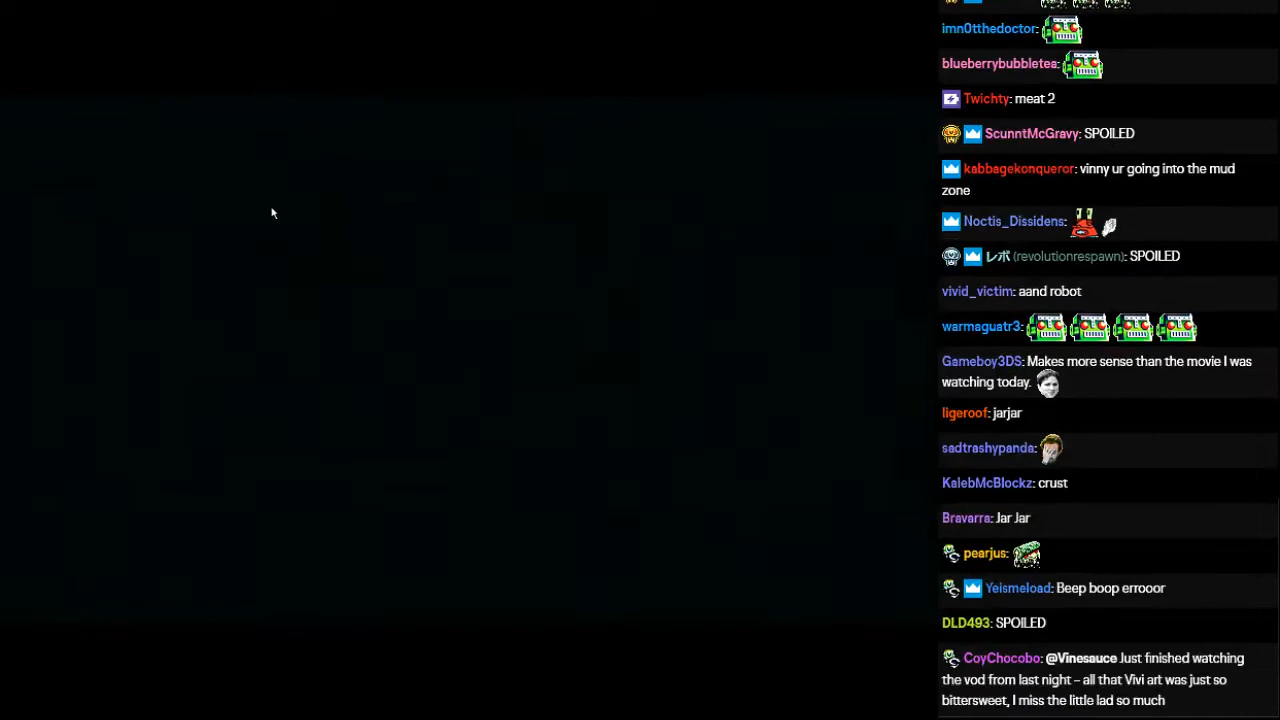 imn0tthedoctor:
blueberrybubbletea:
Twichty: meat 2
ScunntMcGravy: SPOILED
kabbagekonqueror: vinny ur going into the mud
zone
Noctis_Dissidens:
レポ (revolutionrespawn): SPOILED
vivid_victim: aand robot
warmaguatr3:
Gameboy3DS: Makes more sense than the movie I was
watching today.
ligeroof: jarjar
sadtrashypanda:
KalebMcBlockz: crust
Bravarra: Jar Jar
pearjus:
Yeismeload: Beep boop errooor
DLD493: SPOILED
CoyChocobo: @Vinesauce Just finished watching
the vod from last night - all that Vivi art was just so
bittersweet, I miss the little lad so much